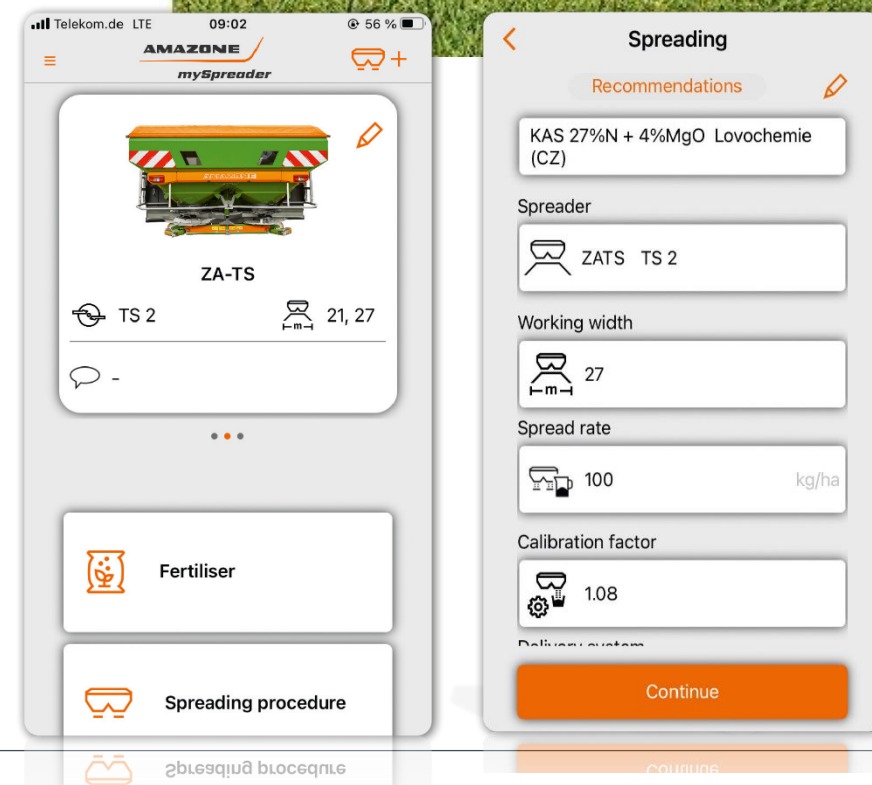 Telekom.de LTE 09:02 56 %
AMAZONE
mySpreader
ZA-TS
TS 2
m
21, 27
-
Fertiliser
Spreading procedure
Spreading
Recommendations
KAS 27%N + 4%MgO Lovochemie
(CZ)
Spreader
ZATS TS 2
Working width
m
27
Spread rate
100 kg/ha
Calibration factor
1.08
Delivery system
Continue